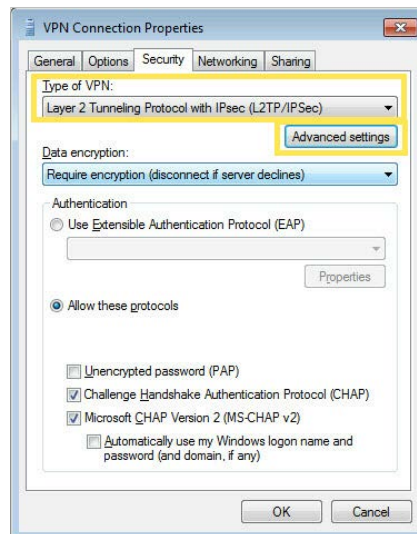 VPN Connection Properties
General Options Security Networking Sharing
Type of VPN:
Layer 2 Tunneling Protocol with IPsec (L2TP/IPSec)
Advanced settings
Data encryption:
Require encryption (disconnect if server declines)
Authentication
Use Extensible Authentication Protocol (EAP)
Properties
Allow these protocols
Unencrypted password (PAP)
Challenge Handshake Authentication Protocol (CHAP)
Microsoft CHAP Version 2 (MS-CHAP v2)
Automatically use my Windows logon name and
password (and domain, if any)
OK Cancel